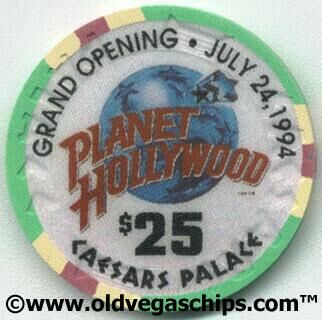 GRAND OPENING • JULY 24, 1994
PLANET
HOLLYWOOD
$25
CAESARS PALACE
©www.oldvegaschips.com™